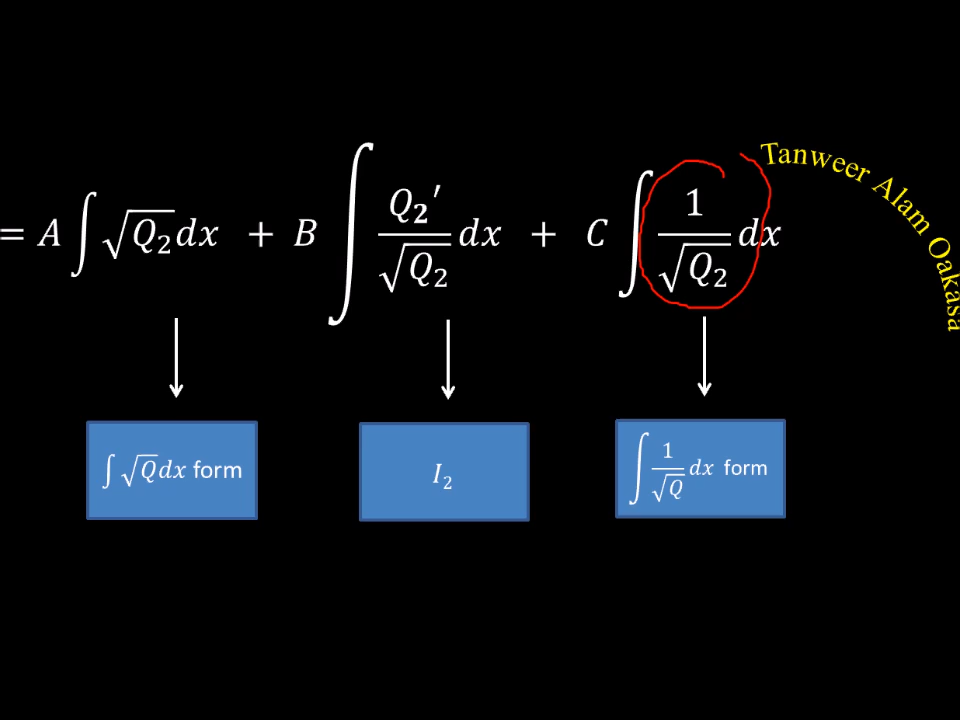 = A ∫ √Q₂ dx + B ∫ Q₂′/√Q₂ dx + C ∫ 1/√Q₂ dx
Tanweer Alam Oakasa
∫ √Q dx form
I₂
∫ 1/√Q dx form